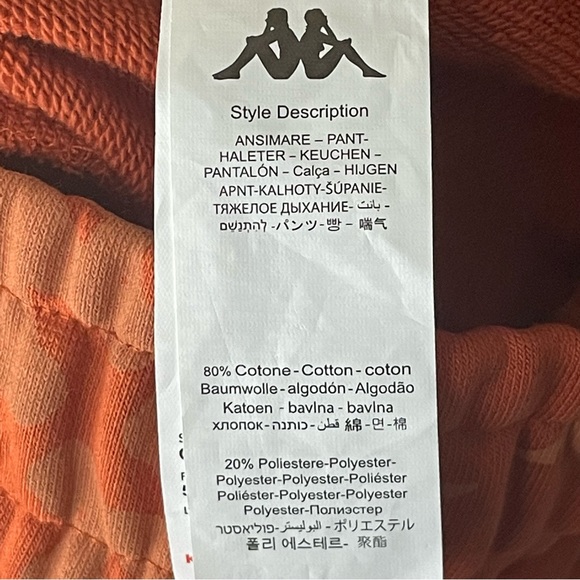 Style Description
ANSIMARE – PANT-
HALETER – KEUCHEN –
PANTALÓN – Calça – HIJGEN
APNT-KALHOTY-ŠÚPANIE-
ТЯЖЕЛОЕ ДЫХАНИЕ- بانت -
לְהִתְנַשֵׁם -パンツ-빵 - 喘气
80% Cotone-Cotton-coton
Baumwolle-algodón-Algodão
Katoen - bavlna - bavlna
хлопок-כותנה-قطن-綿-면-棉
20% Poliestere-Polyester-
Polyester-Polyester-Poliéster
Poliéster-Polyester-Polyester
Polyester-Полиэстер
פוליאסטר-البوليستر-ポリエステル
폴리 에스테르- 聚酯